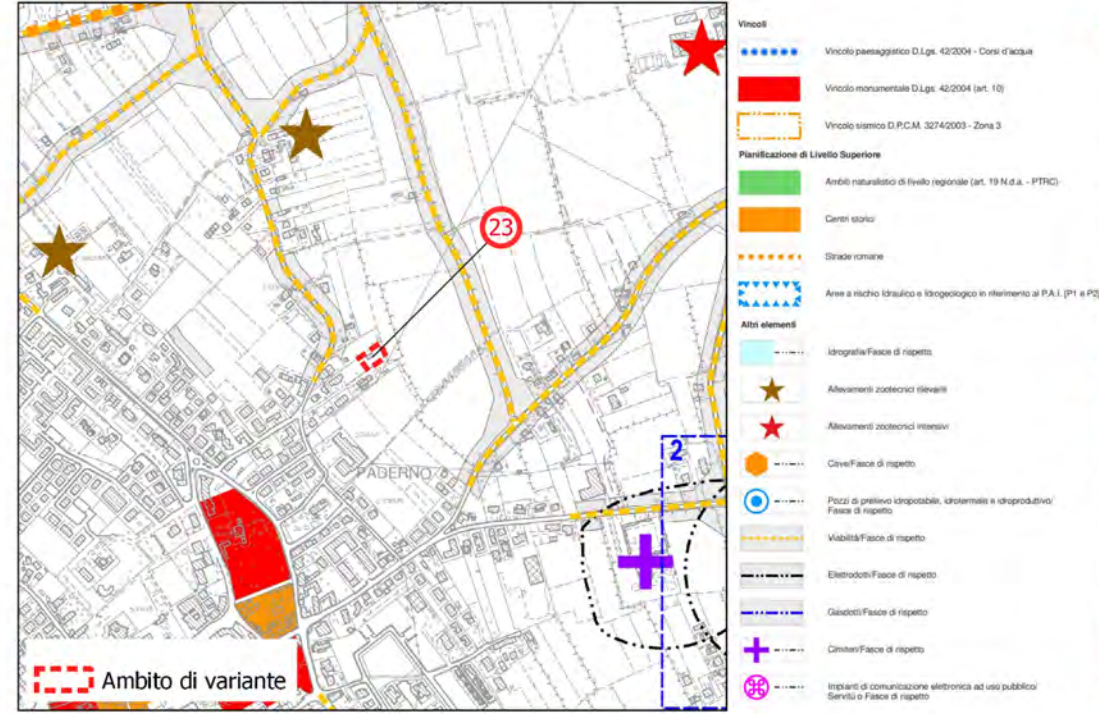 23
PADERNO
2
Ambito di variante
Vincoli
Vincolo paesaggistico D.Lgs. 42/2004 - Corsi d'acqua
Vincolo monumentale D.Lgs. 42/2004 (art. 10)
Vincolo sismico D.P.C.M. 3274/2003 - Zona 3
Pianificazione di Livello Superiore
Ambiti naturalistici di livello regionale (art. 19 N.d.a. - PTRC)
Centri storici
Strade romane
Aree a rischio Idraulico e Idrogeologico in riferimento al P.A.I. [P1 e P2]
Altri elementi
Idrografia/Fasce di rispetto
Allevamenti zootecnici rilevanti
Allevamenti zootecnici intensivi
Cave/Fasce di rispetto
Pozzi di prelievo idropotabile, idrotermale e idroproduttivo/
Fasce di rispetto
Viabilità/Fasce di rispetto
Elettrodotti/Fasce di rispetto
Gasdotti/Fasce di rispetto
Cimiteri/Fasce di rispetto
Impianti di comunicazione elettronica ad uso pubblico/
Servitù o Fasce di rispetto